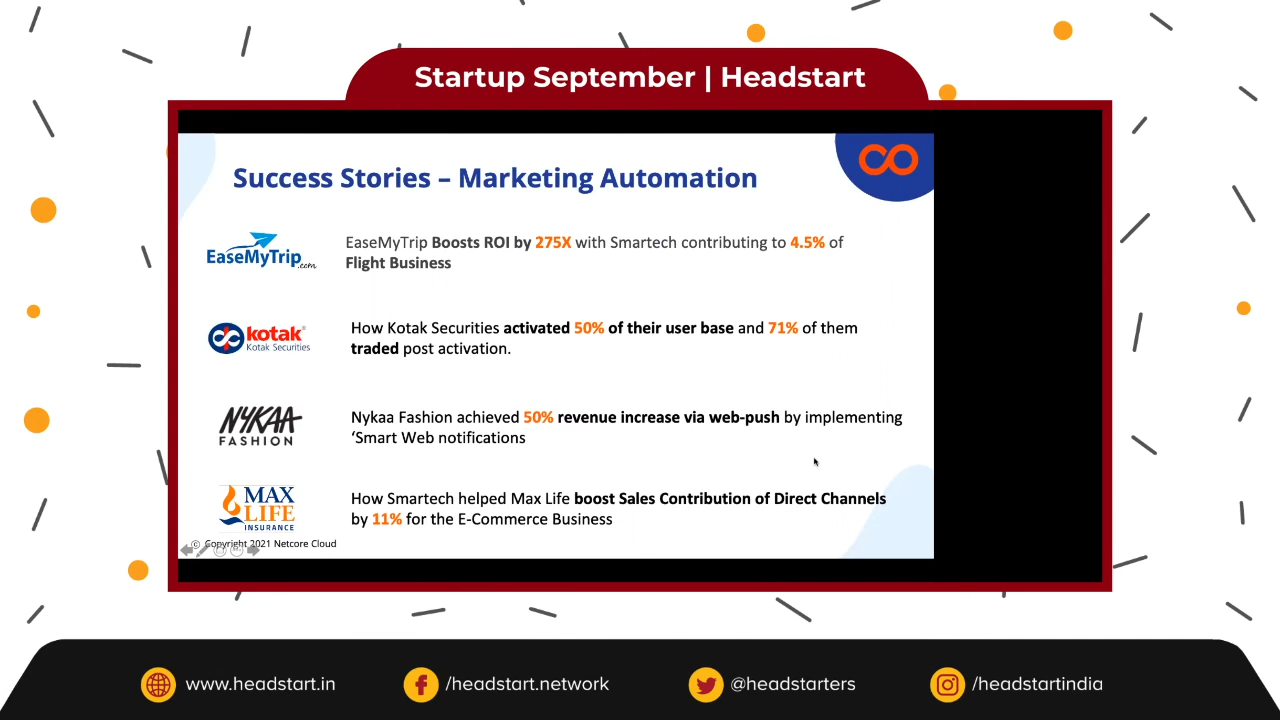 Startup September | Headstart
Success Stories – Marketing Automation
EaseMyTrip.com
EaseMyTrip Boosts ROI by 275X with Smartech contributing to 4.5% of
Flight Business
kotak
Kotak Securities
How Kotak Securities activated 50% of their user base and 71% of them
traded post activation.
NYKAA
FASHION
Nykaa Fashion achieved 50% revenue increase via web-push by implementing
‘Smart Web notifications
MAX
LIFE
INSURANCE
How Smartech helped Max Life boost Sales Contribution of Direct Channels
by 11% for the E-Commerce Business
© Copyright 2021 Netcore Cloud
www.headstart.in
/headstart.network
@headstarters
/headstartindia